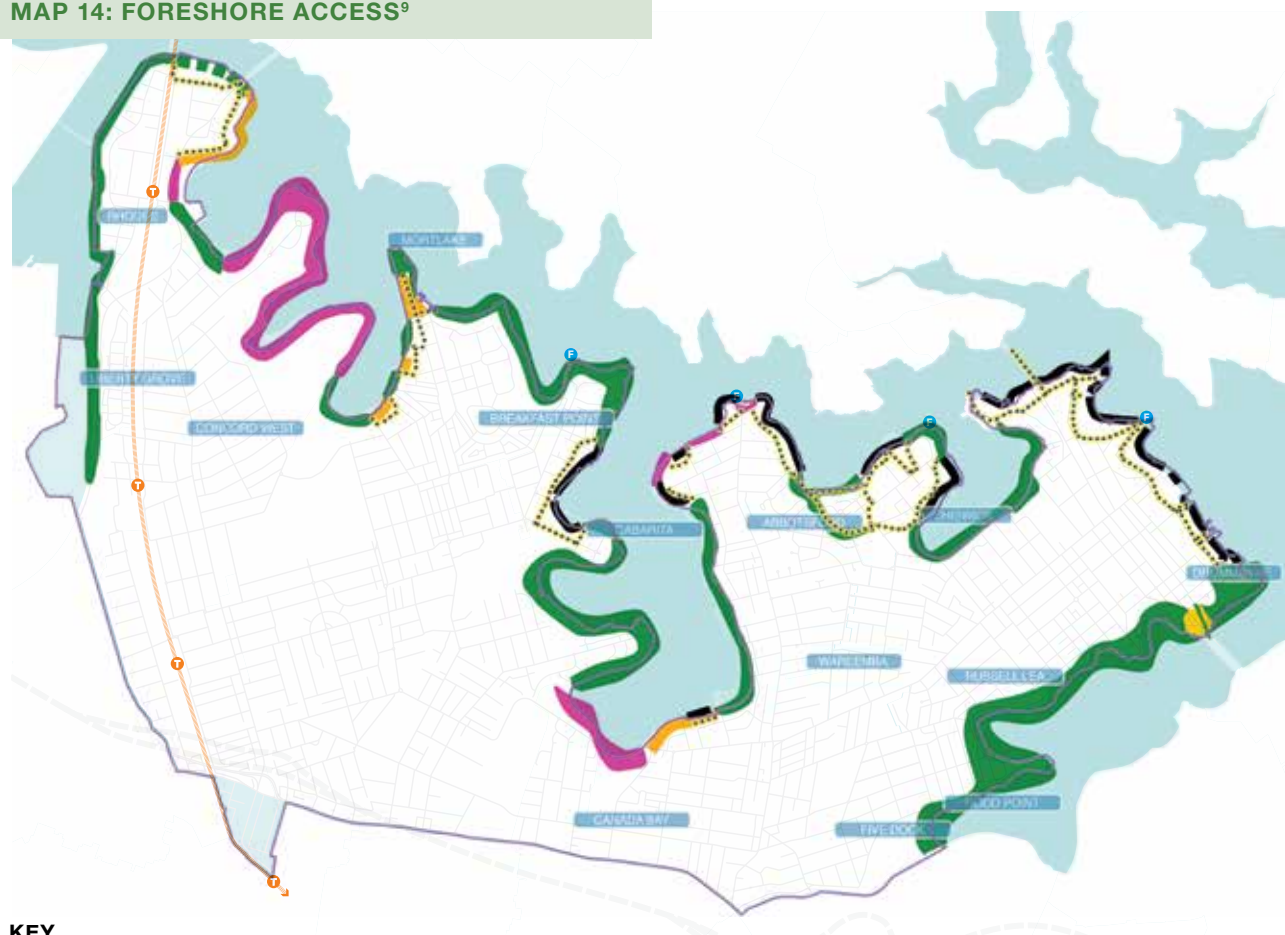 MAP 14: FORESHORE ACCESS⁹
T
RHODES
MORTLAKE
F
LIBERTY GROVE
BREAKFAST POINT
CONCORD WEST
F
F
F
T
CABARITA
ABBOTSFORD
CHISWICK
DRUMMOYNE
T
WAREEMBA
RUSSELL LEA
RODD POINT
CANADA BAY
FIVE DOCK
T
KEY